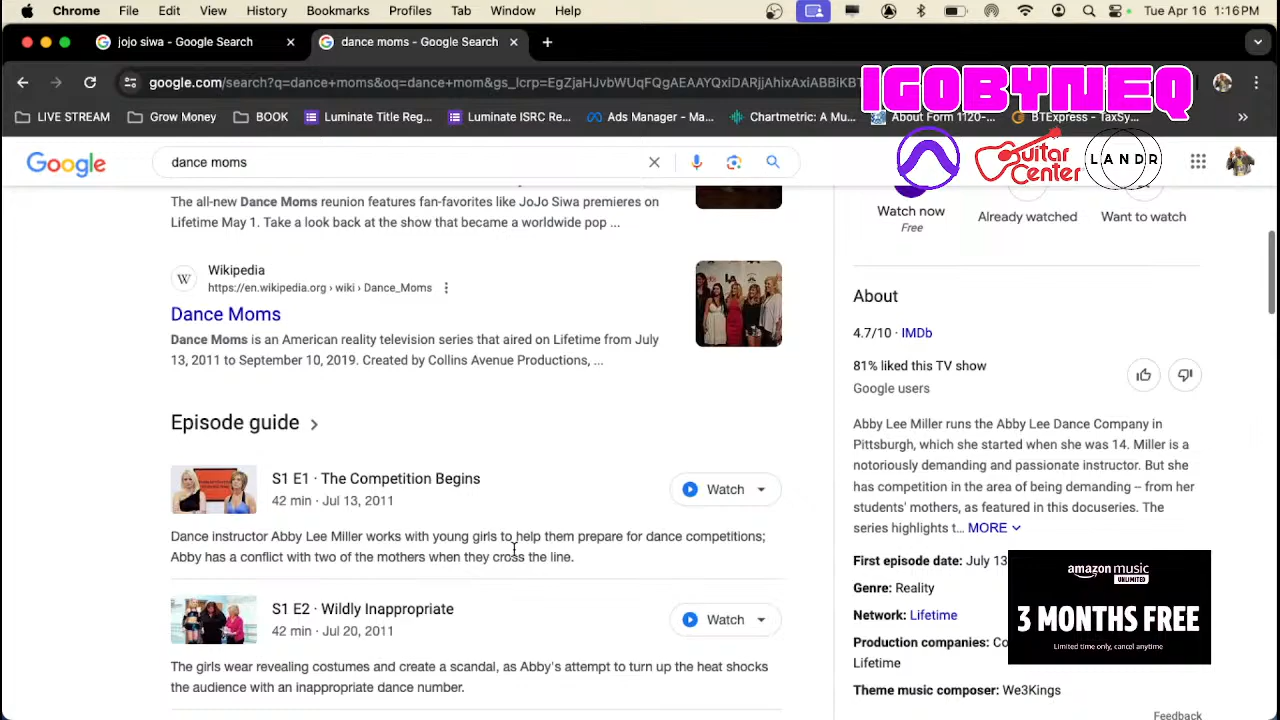 Chrome File Edit View History Bookmarks Profiles Tab Window Help Tue Apr 16 1:16 PM
jojo siwa - Google Search
dance moms - Google Search
google.com/search?q=dance+moms&oq=dance+mom&gs_lcrp=
IGOBYNEQ
LIVE STREAM
Grow Money
BOOK
Luminate Title Reg...
Luminate ISRC Re...
Ads Manager - Ma...
Chartmetric: A Mu...
About Form 1120-...
BTExpress - TaxSy...
Google
dance moms
Guitar Center
LANDR
The all-new Dance Moms reunion features fan-favorites like JoJo Siwa premieres on
Lifetime May 1. Take a look back at the show that became a worldwide pop ...
W
Wikipedia
https://en.wikipedia.org › wiki › Dance_Moms
Dance Moms
Dance Moms is an American reality television series that aired on Lifetime from July
13, 2011 to September 10, 2019. Created by Collins Avenue Productions, ...
Episode guide
S1 E1 · The Competition Begins
42 min · Jul 13, 2011
Watch
Dance instructor Abby Lee Miller works with young girls to help them prepare for dance competitions;
Abby has a conflict with two of the mothers when they cross the line.
S1 E2 · Wildly Inappropriate
42 min · Jul 20, 2011
Watch
The girls wear revealing costumes and create a scandal, as Abby's attempt to turn up the heat shocks
the audience with an inappropriate dance number.
Watch now
Free
Already watched
Want to watch
About
4.7/10 · IMDb
81% liked this TV show
Google users
Abby Lee Miller runs the Abby Lee Dance Company in
Pittsburgh, which she started when she was 14. Miller is a
notoriously demanding and passionate instructor. But she
has competition in the area of being demanding -- from her
students' mothers, as featured in this docuseries. The
series highlights t... MORE
First episode date: July 13
Genre: Reality
Network: Lifetime
Production companies: Co
Lifetime
Theme music composer: We3Kings
amazon music
UNLIMITED
3 MONTHS FREE
Limited time only, cancel anytime
Feedback